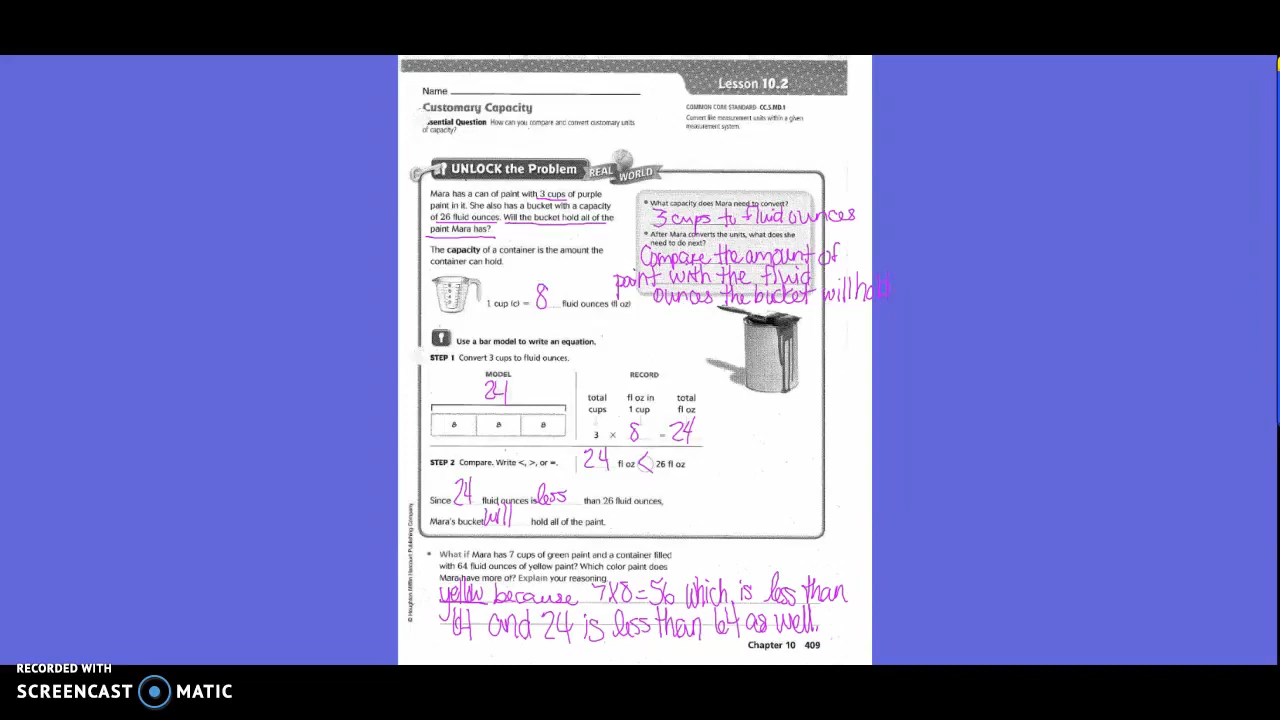 Lesson 10.2
Name
Customary Capacity
COMMON CORE STANDARD CC.5.MD.1
Convert like measurement units within a given
measurement system.
ssential Question How can you compare and convert customary units
of capacity?
UNLOCK the Problem REAL WORLD
Mara has a can of paint with 3 cups of purple
paint in it. She also has a bucket with a capacity
of 26 fluid ounces. Will the bucket hold all of the
paint Mara has?
The capacity of a container is the amount the
container can hold.
1 cup (c) = 8 fluid ounces (fl oz)
• What capacity does Mara need to convert?
3 cups to fluid ounces
• After Mara converts the units, what does she
need to do next?
Compare the amount of
paint with the fluid
ounces the bucket will hold
Use a bar model to write an equation.
STEP 1 Convert 3 cups to fluid ounces.
MODEL
24
8 8 8
RECORD
total fl oz in total
cups 1 cup fl oz
3 × 8 = 24
STEP 2 Compare. Write <, >, or =.
24 fl oz < 26 fl oz
Since 24 fluid ounces is less than 26 fluid ounces,
Mara's bucket will hold all of the paint.
• What if Mara has 7 cups of green paint and a container filled
with 64 fluid ounces of yellow paint? Which color paint does
Mara have more of? Explain your reasoning.
yellow because 7x8=56 which is less than
64 and 24 is less than 64 as well.
© Houghton Mifflin Harcourt Publishing Company
Chapter 10 409
RECORDED WITH
SCREENCAST MATIC